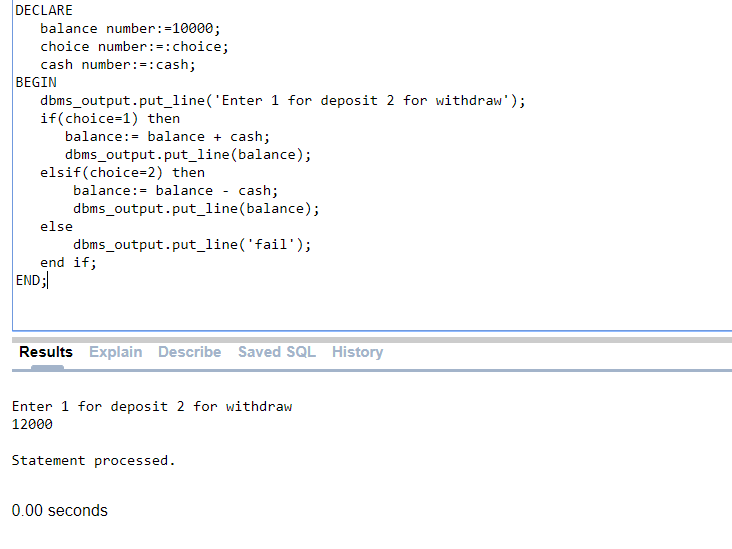 DECLARE
   balance number:=10000;
   choice number:=:choice;
   cash number:=:cash;
BEGIN
   dbms_output.put_line('Enter 1 for deposit 2 for withdraw');
   if(choice=1) then
      balance:= balance + cash;
      dbms_output.put_line(balance);
   elsif(choice=2) then
       balance:= balance - cash;
       dbms_output.put_line(balance);
   else
       dbms_output.put_line('fail');
   end if;
END;
Results Explain Describe Saved SQL History
Enter 1 for deposit 2 for withdraw
12000
Statement processed.
0.00 seconds